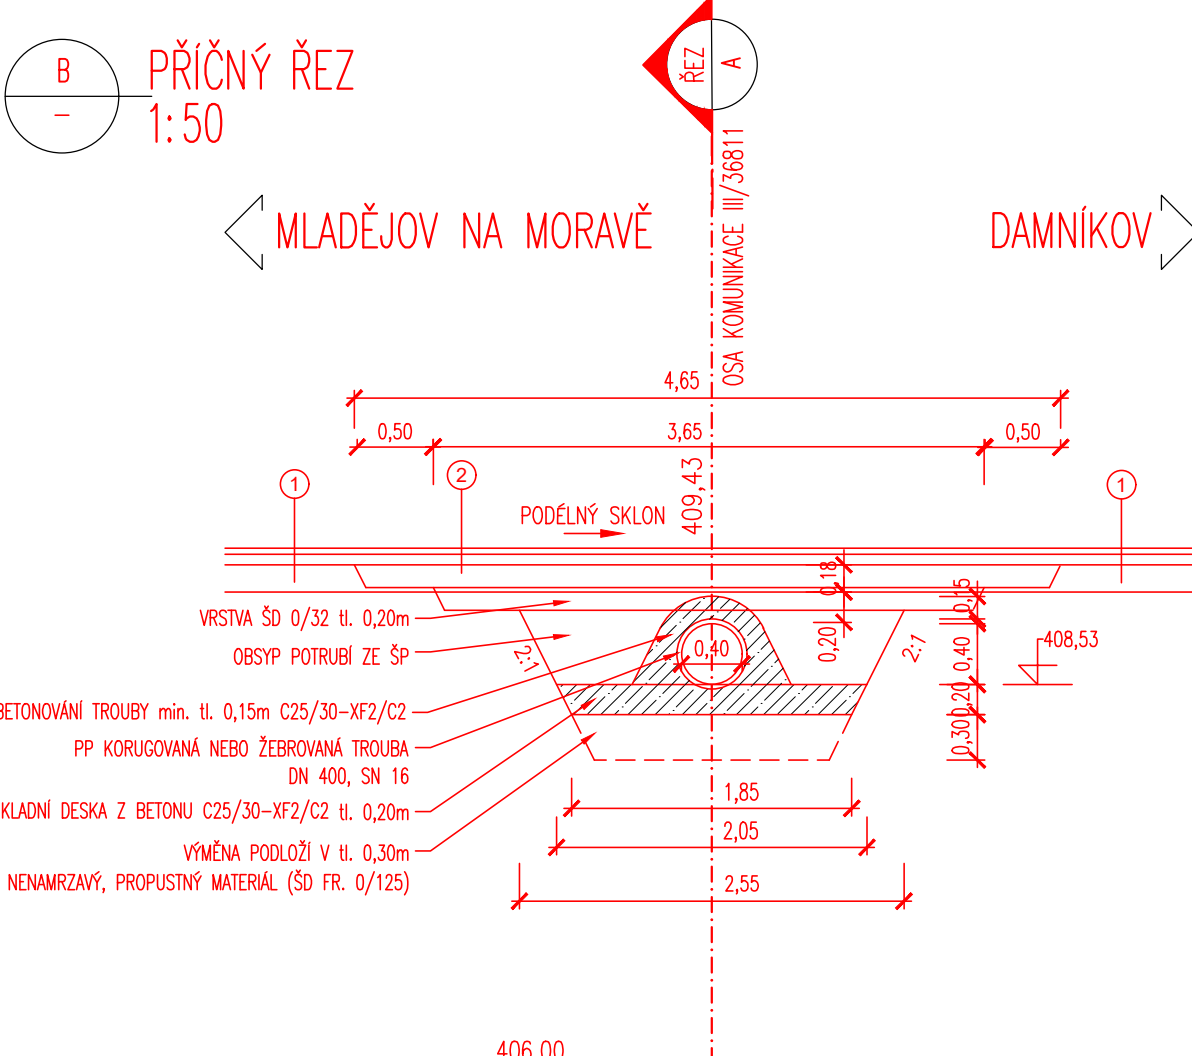 B
–
PŘÍČNÝ ŘEZ
1:50
ŘEZ
A
OSA KOMUNIKACE III/36811
MLADĚJOV NA MORAVĚ
DAMNÍKOV
4,65
0,50
3,65
0,50
409,43
1
2
1
PODÉLNÝ SKLON
0,18
0,20
0,15
0,40
0,20
0,30
408,53
0,40
2:1
2:1
VRSTVA ŠD 0/32 tl. 0,20m
OBSYP POTRUBÍ ZE ŠP
BETONOVÁNÍ TROUBY min. tl. 0,15m C25/30-XF2/C2
PP KORUGOVANÁ NEBO ŽEBROVANÁ TROUBA
DN 400, SN 16
KLADNÍ DESKA Z BETONU C25/30-XF2/C2 tl. 0,20m
VÝMĚNA PODLOŽÍ V tl. 0,30m
NENAMRZAVÝ, PROPUSTNÝ MATERIÁL (ŠD FR. 0/125)
1,85
2,05
2,55
406,00